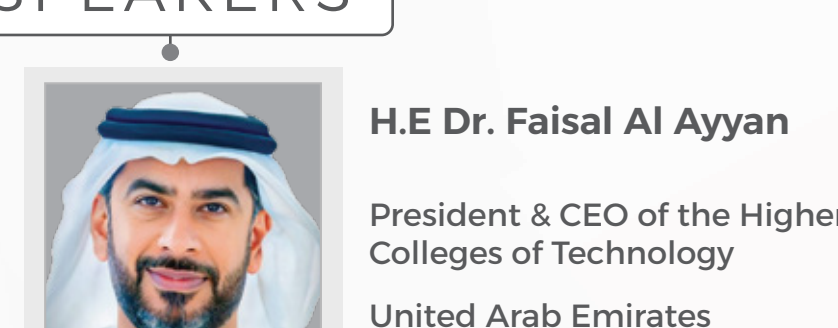 SPEAKERS
H.E Dr. Faisal Al Ayyan
President & CEO of the Higher
Colleges of Technology
United Arab Emirates